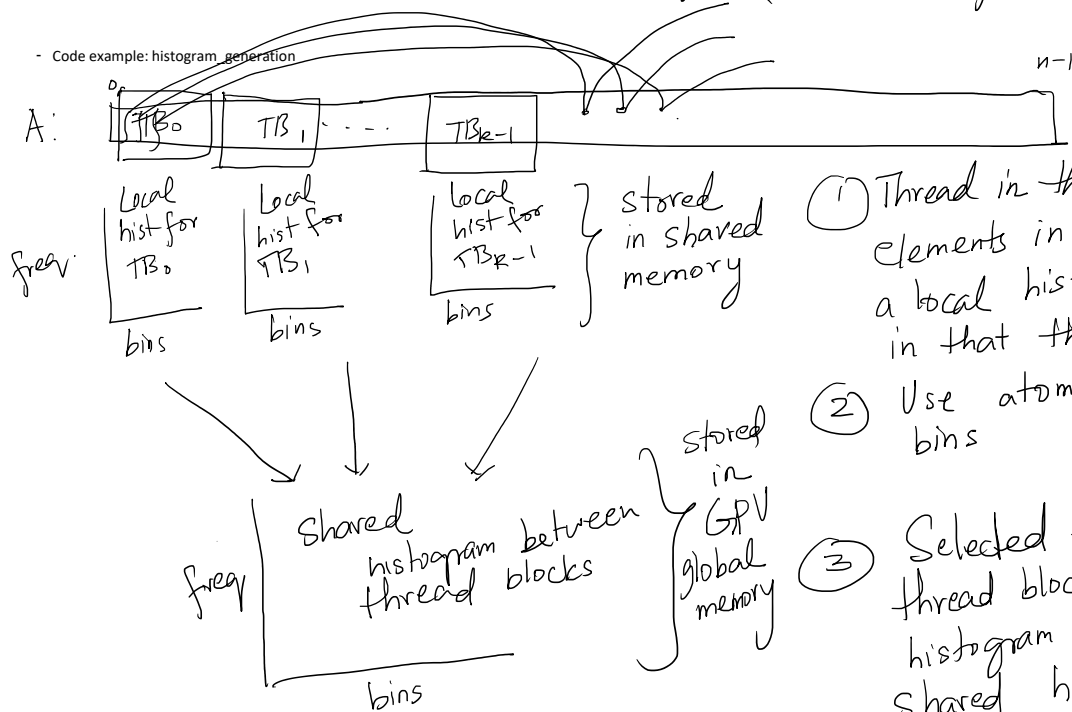 - Code example: histogram_generation
n-1
0
A:
TB0
TB1
. . . .
TBk-1
Local
hist for
TB0
Local
hist for
TB1
Local
hist for
TBk-1
freq.
bins
bins
bins
stored
in shared
memory
1 Thread in th
elements in
a local his
in that th
2 Use atom
bins
Shared
histogram between
thread blocks
freq
bins
stored
in
GPU
global
memory
3 Selected
thread bloc
histogram
shared h